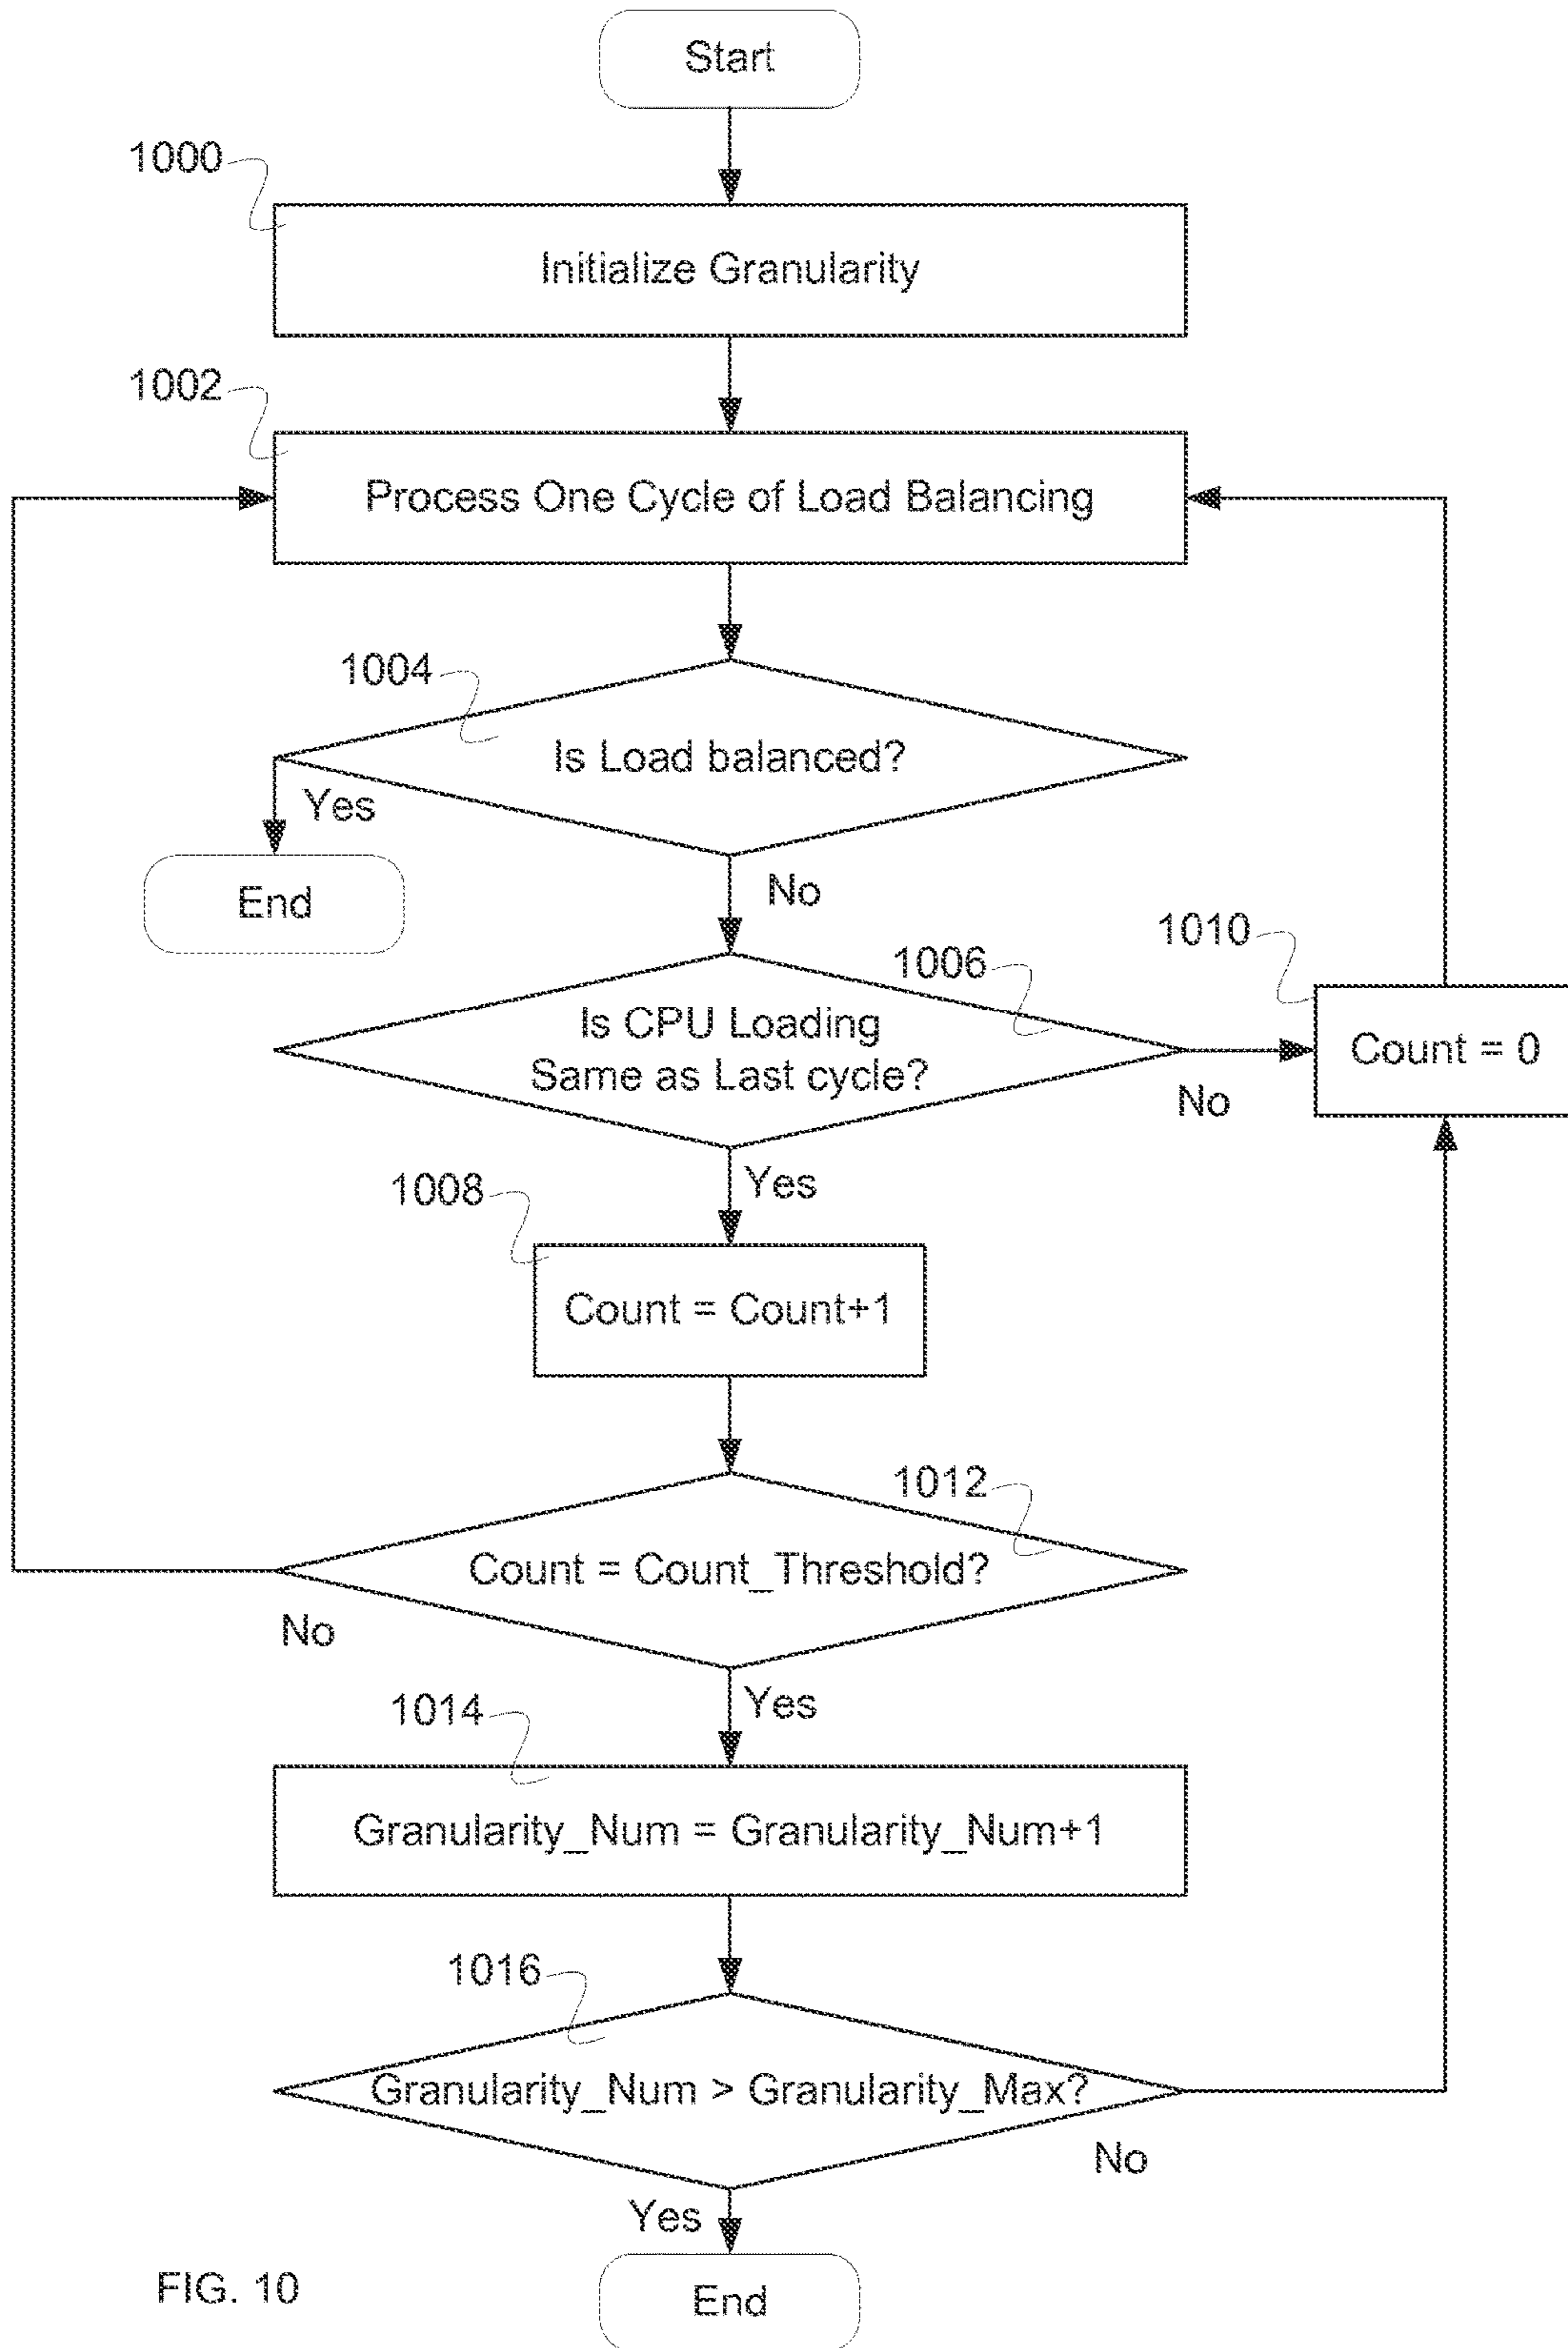 Start
1000
Initialize Granularity
1002
Process One Cycle of Load Balancing
1004
Is Load balanced?
Yes
End
No
1006
1010
Is CPU Loading
Same as Last cycle?
Count = 0
No
Yes
1008
Count = Count+1
1012
Count = Count_Threshold?
No
Yes
1014
Granularity_Num = Granularity_Num+1
1016
Granularity_Num > Granularity_Max?
No
Yes
End
FIG. 10